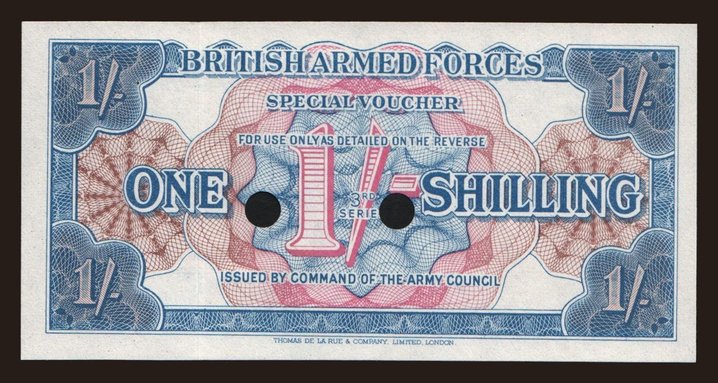 BRITISH ARMED FORCES
1/- 1/-
SPECIAL VOUCHER
FOR USE ONLY AS DETAILED ON THE REVERSE
ONE 1/- SHILLING
3RD
SERIE
ISSUED BY COMMAND OF THE ARMY COUNCIL
1/- 1/-
THOMAS DE LA RUE & COMPANY, LIMITED, LONDON.